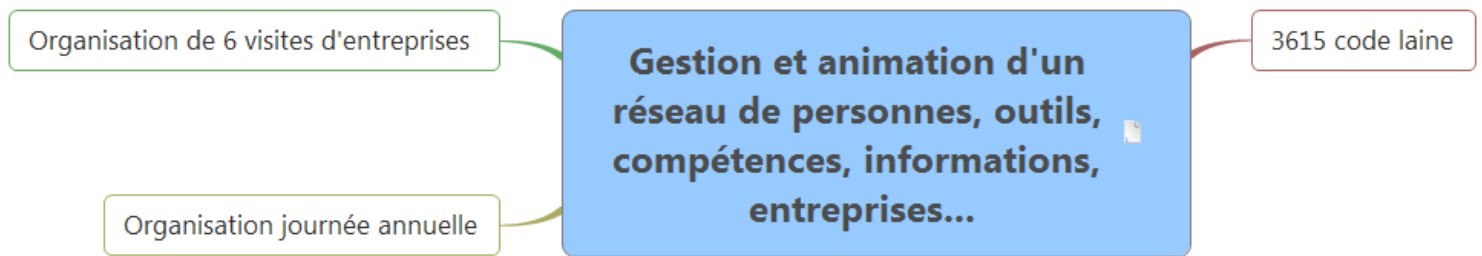 Organisation de 6 visites d'entreprises
Organisation journée annuelle
Gestion et animation d'un
réseau de personnes, outils,
compétences, informations,
entreprises...
3615 code laine